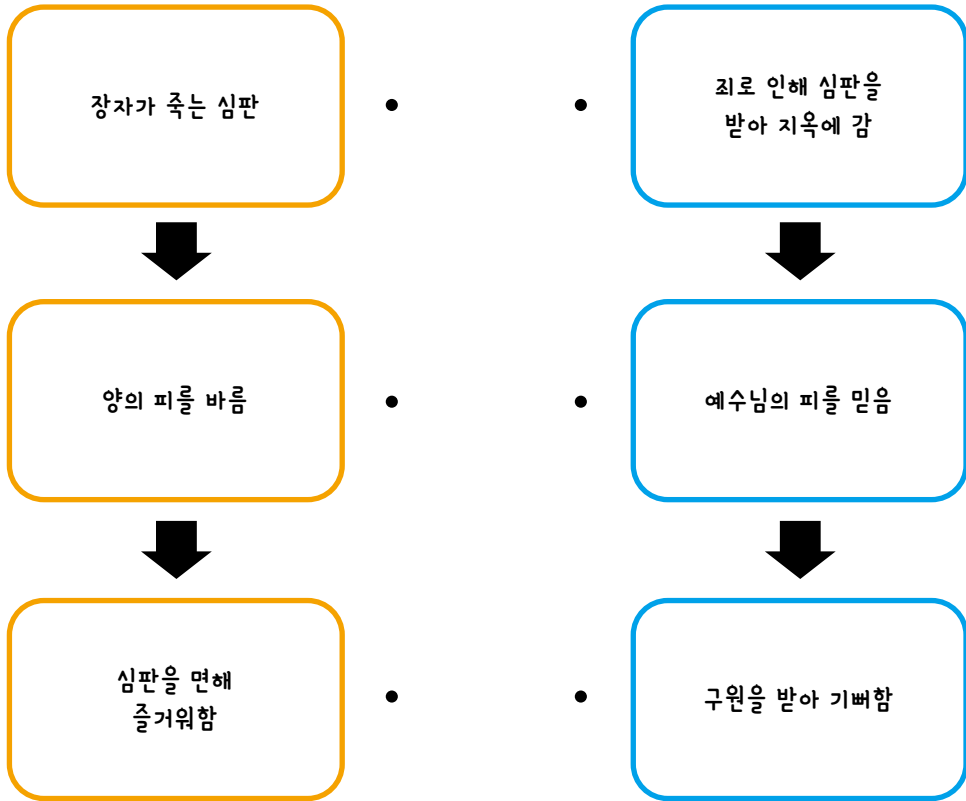 장자가 죽는 심판
죄로 인해 심판을
받아 지옥에 감
양의 피를 바름
예수님의 피를 믿음
심판을 면해
즐거워함
구원을 받아 기뻐함